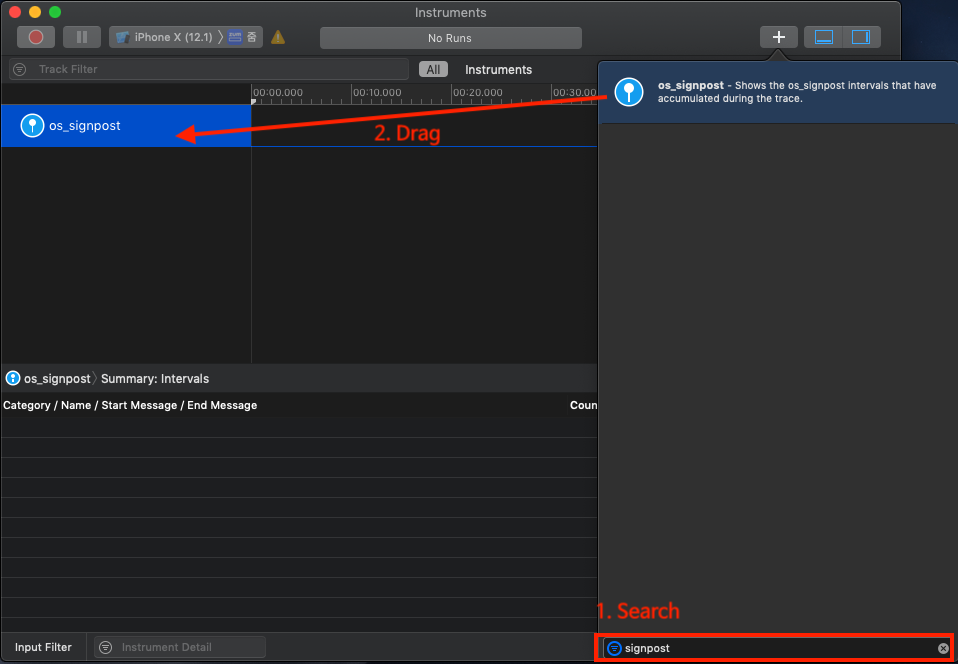 Instruments
iPhone X (12.1) 줌
No Runs
Track Filter
All Instruments
00:00.000 00:10.000 00:20.000 00:30.00
os_signpost
2. Drag
os_signpost - Shows the os_signpost intervals that have
accumulated during the trace.
os_signpost Summary: Intervals
Category / Name / Start Message / End Message Coun
1. Search
Input Filter Instrument Detail
signpost